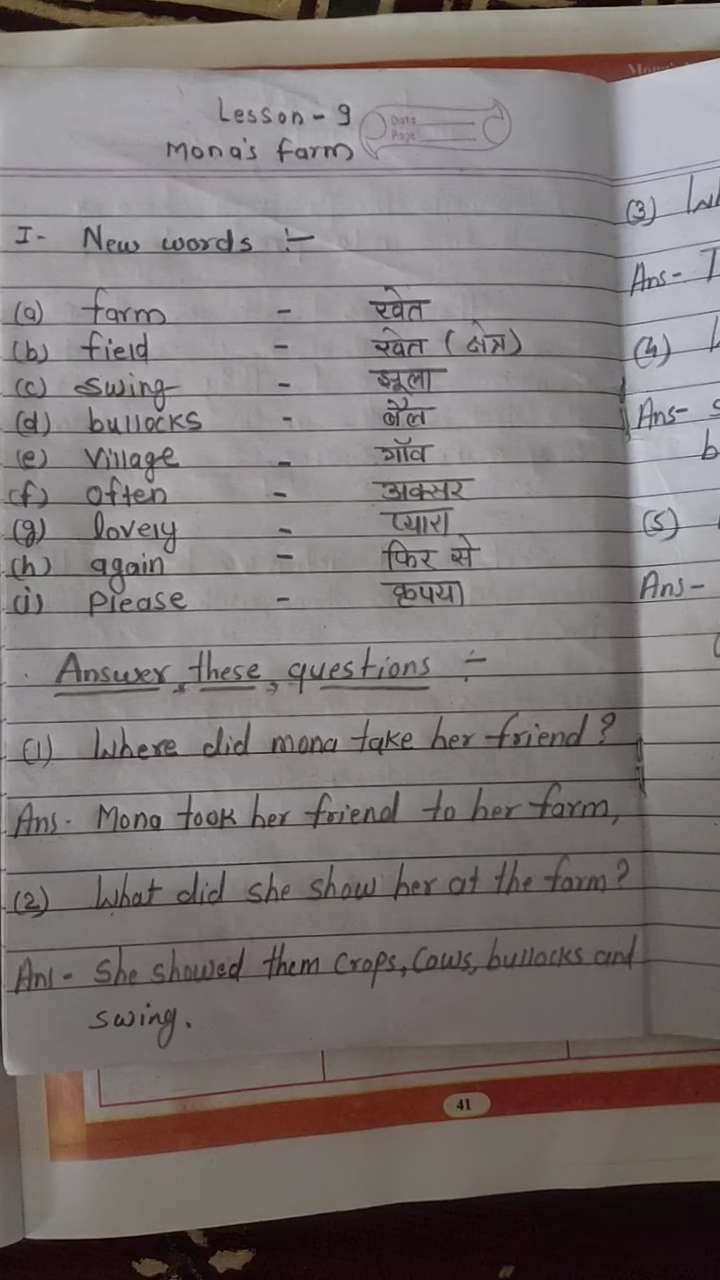 Lesson - 9
Date
Page
Mona's farm
I- New words :-
(a) farm - खेत
(b) field - खेत (क्षेत्र)
(c) swing - झूला
(d) bullocks - बैल
(e) village - गाँव
(f) often - अक्सर
(g) lovely - प्यारा
(h) again - फिर से
(i) please - कृपया
Answer, these, questions :-
(1) Where did mona take her friend?
Ans- Mona took her friend to her farm,
(2) What did she show her at the farm?
Ans- She showed them crops, cows, bullocks and
swing.
41
(3)
Ans-
(4)
Ans-
(5)
Ans-